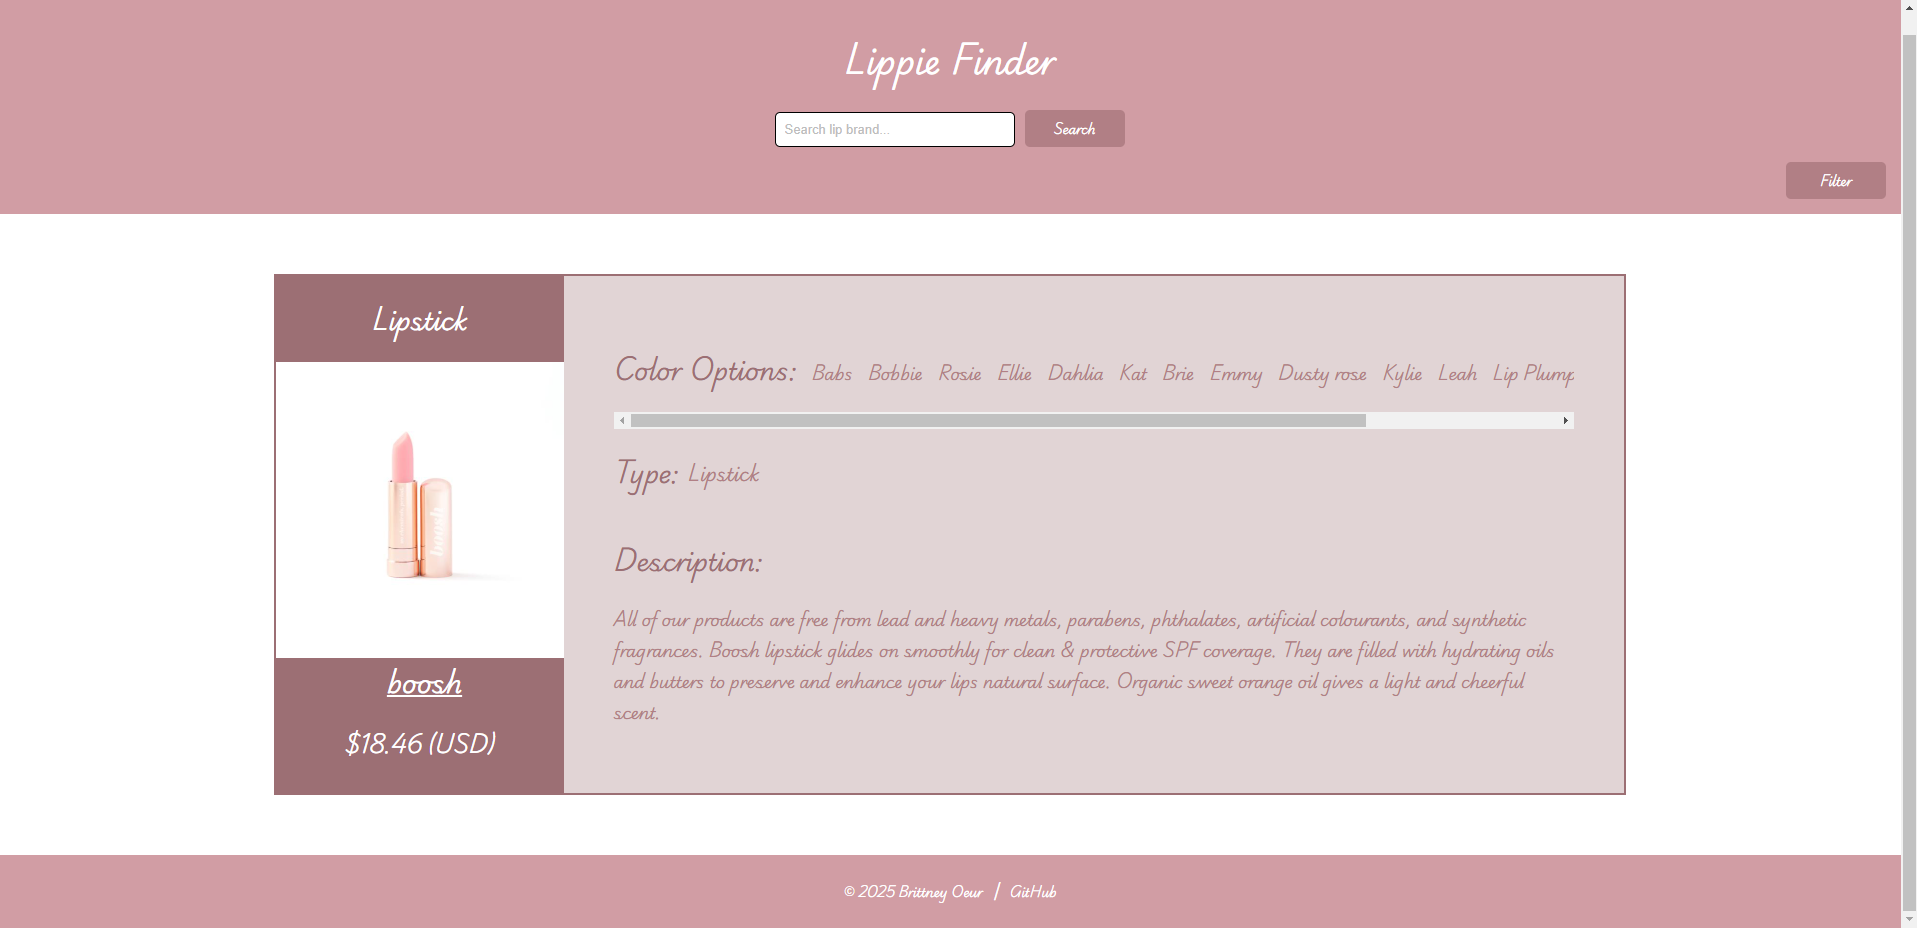 Lippie Finder
Search lip brand...
Search
Filter
Lipstick
boosh
boosh
$18.46 (USD)
Color Options: Babs Bobbie Rosie Ellie Dahlia Kat Brie Emmy Dusty rose Kylie Leah Lip Plump
Type: Lipstick
Description:
All of our products are free from lead and heavy metals, parabens, phthalates, artificial colourants, and synthetic
fragrances. Boosh lipstick glides on smoothly for clean & protective SPF coverage. They are filled with hydrating oils
and butters to preserve and enhance your lips natural surface. Organic sweet orange oil gives a light and cheerful
scent.
© 2025 Brittney Oeur | GitHub